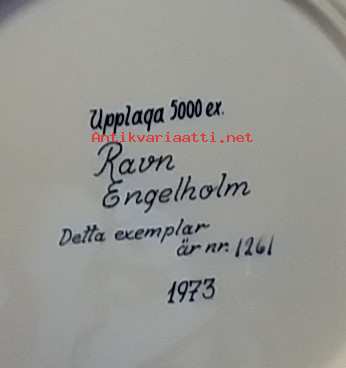 Upplaga 5000 ex.
Antikvariaatti.net
Ravn
Engelholm
Detta exemplar
är nr. 1261
1973